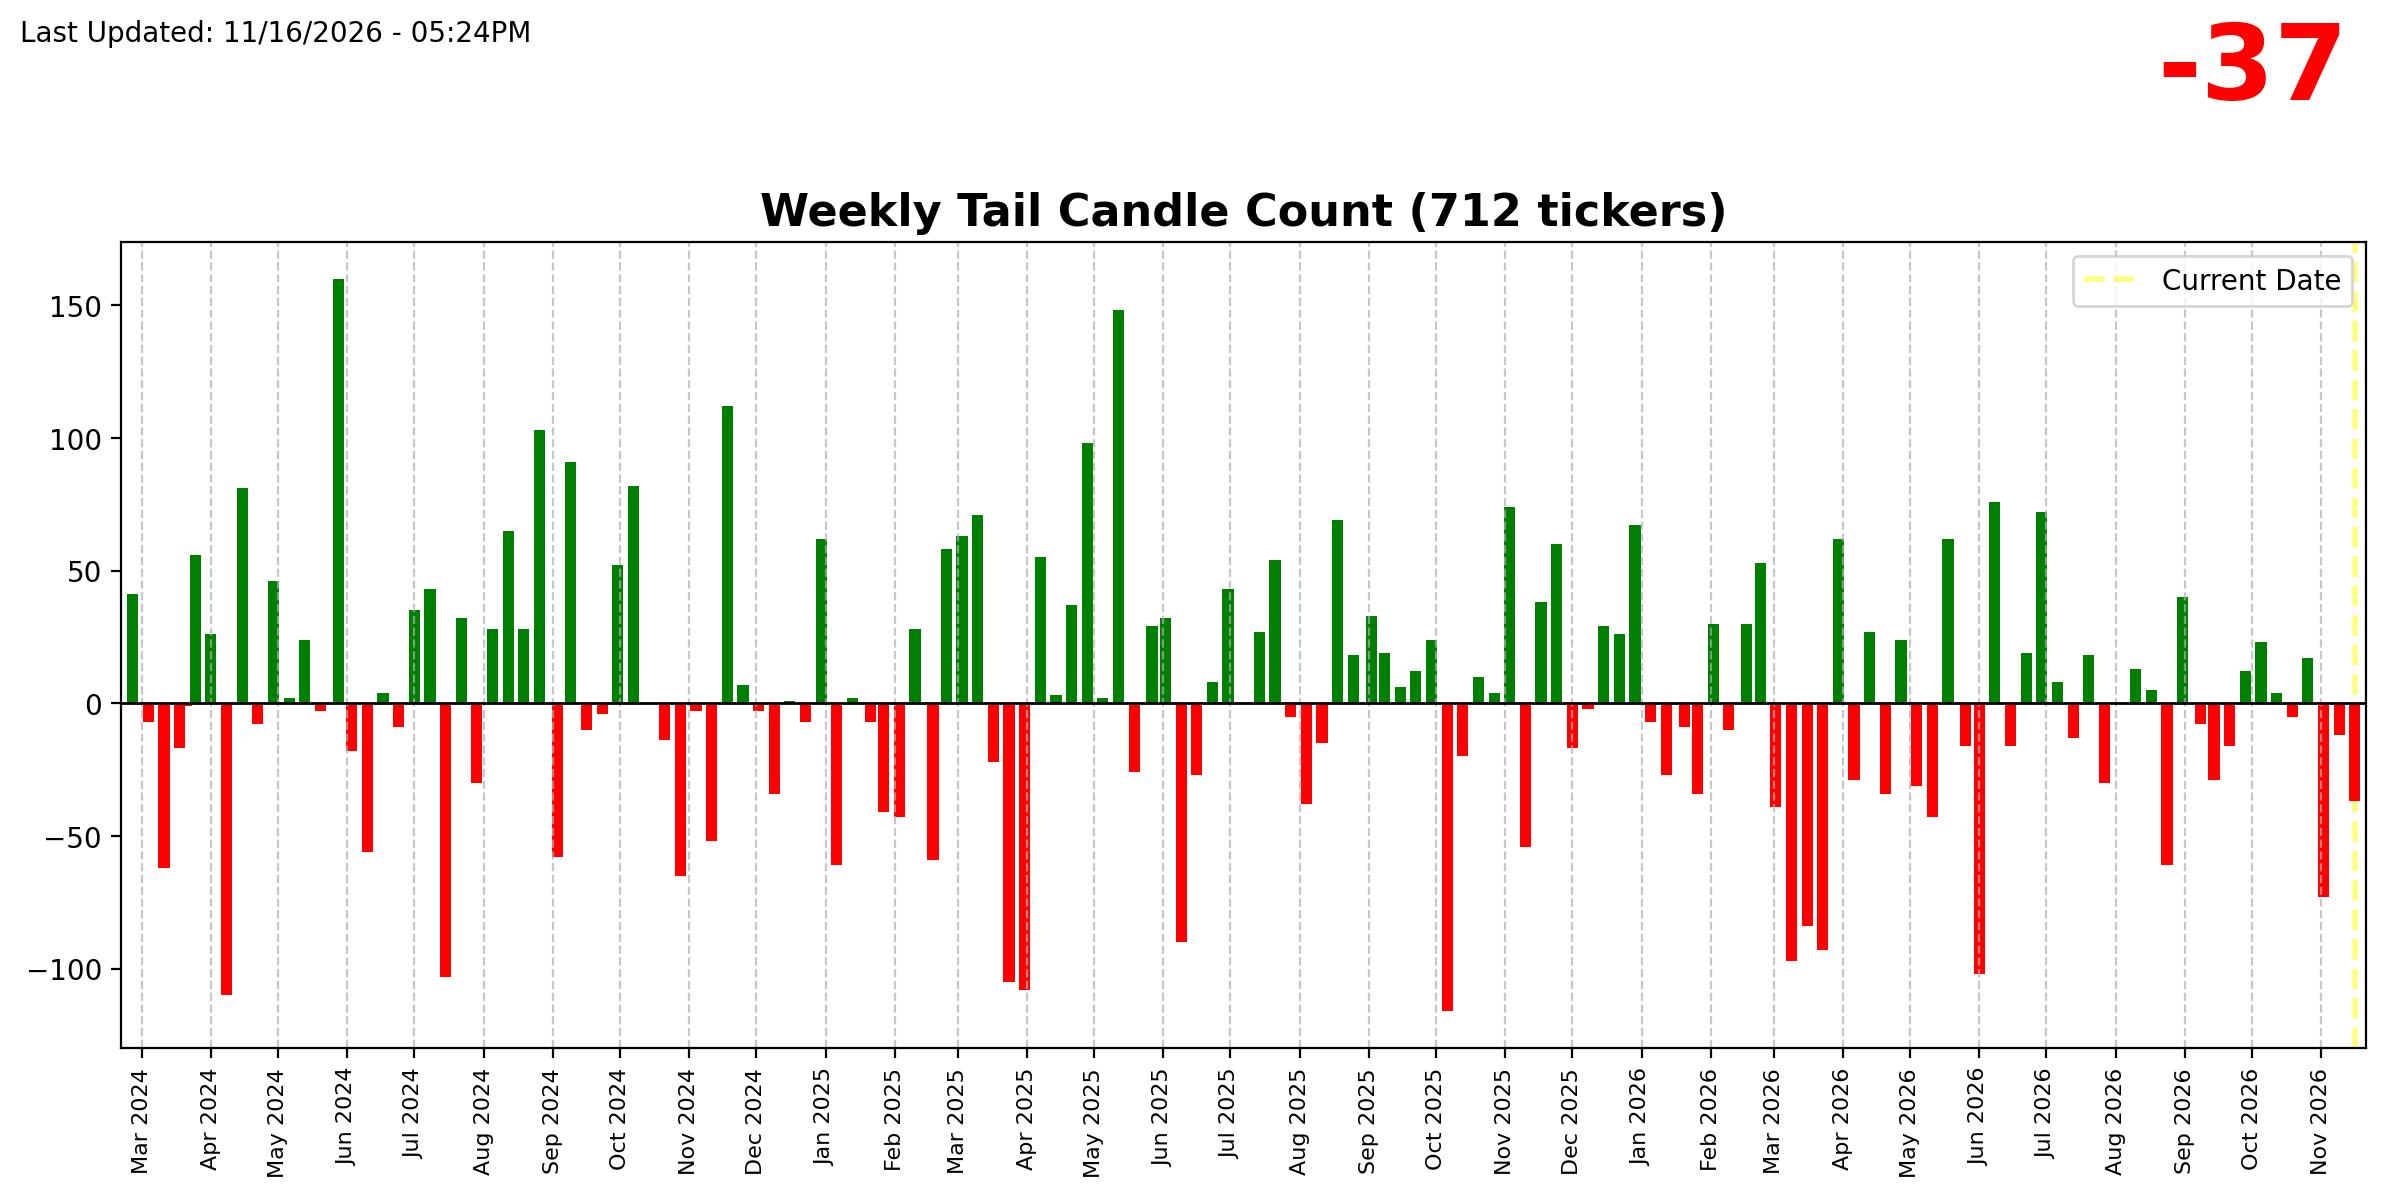 Last Updated: 11/16/2026 - 05:24PM
-37
Weekly Tail Candle Count (712 tickers)
Current Date
150
100
50
0
−50
−100
Mar 2024
Apr 2024
May 2024
Jun 2024
Jul 2024
Aug 2024
Sep 2024
Oct 2024
Nov 2024
Dec 2024
Jan 2025
Feb 2025
Mar 2025
Apr 2025
May 2025
Jun 2025
Jul 2025
Aug 2025
Sep 2025
Oct 2025
Nov 2025
Dec 2025
Jan 2026
Feb 2026
Mar 2026
Apr 2026
May 2026
Jun 2026
Jul 2026
Aug 2026
Sep 2026
Oct 2026
Nov 2026